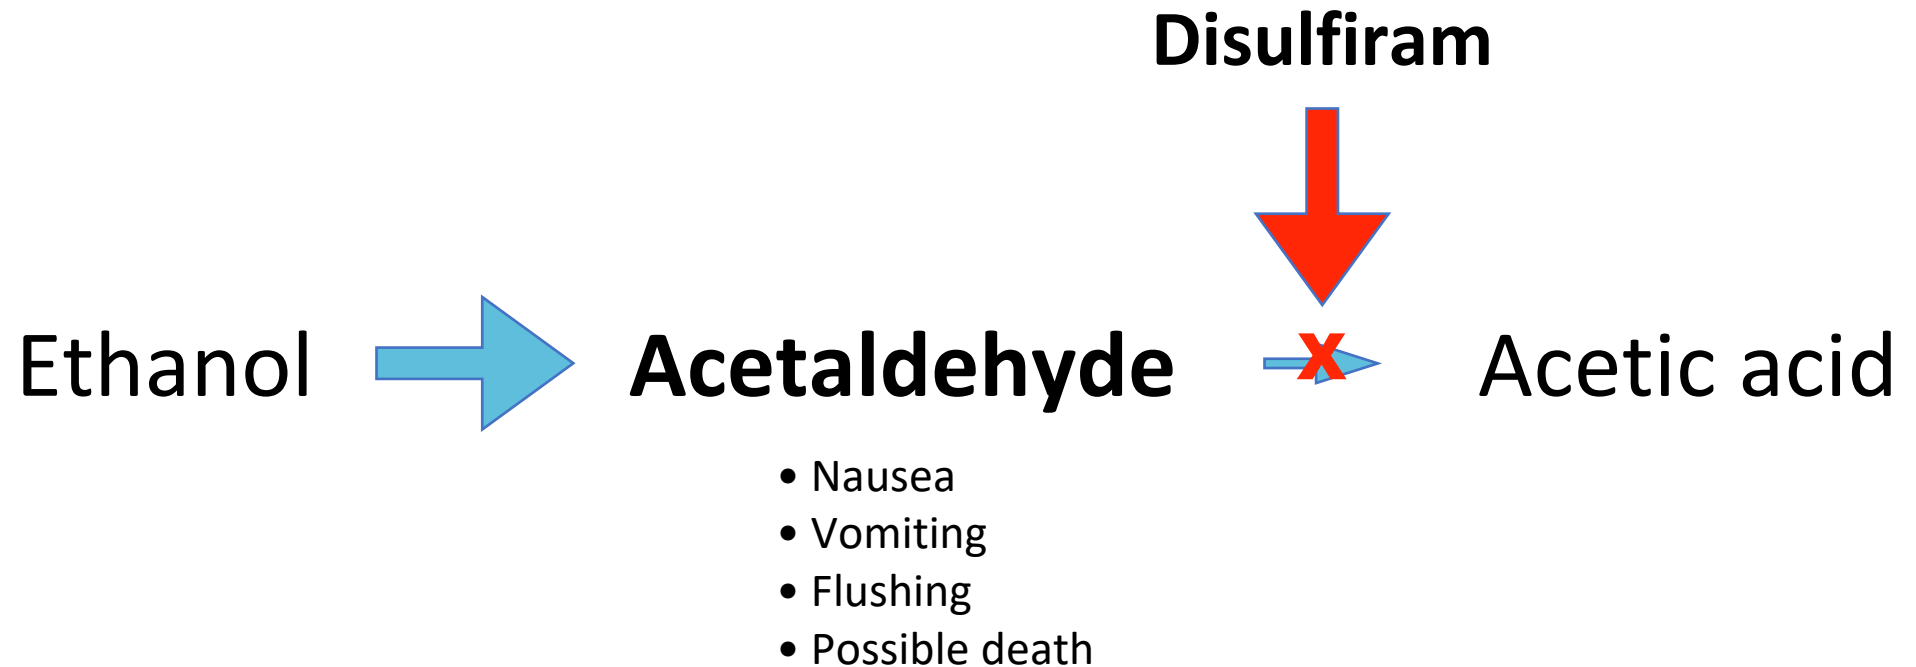 Disulfiram
Ethanol
Acetaldehyde
X
Acetic acid
• Nausea
• Vomiting
• Flushing
• Possible death